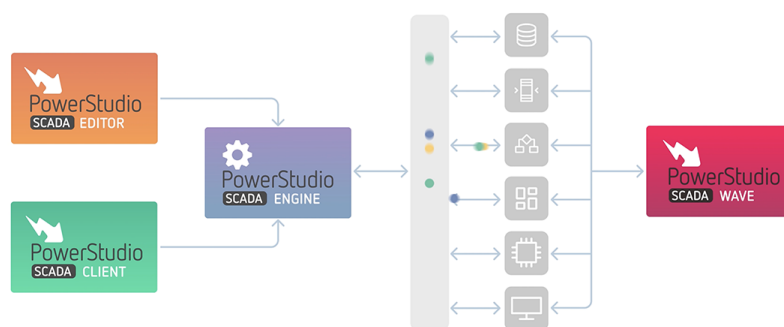 PowerStudio
SCADA EDITOR
PowerStudio
SCADA ENGINE
PowerStudio
SCADA CLIENT
PowerStudio
SCADA WAVE